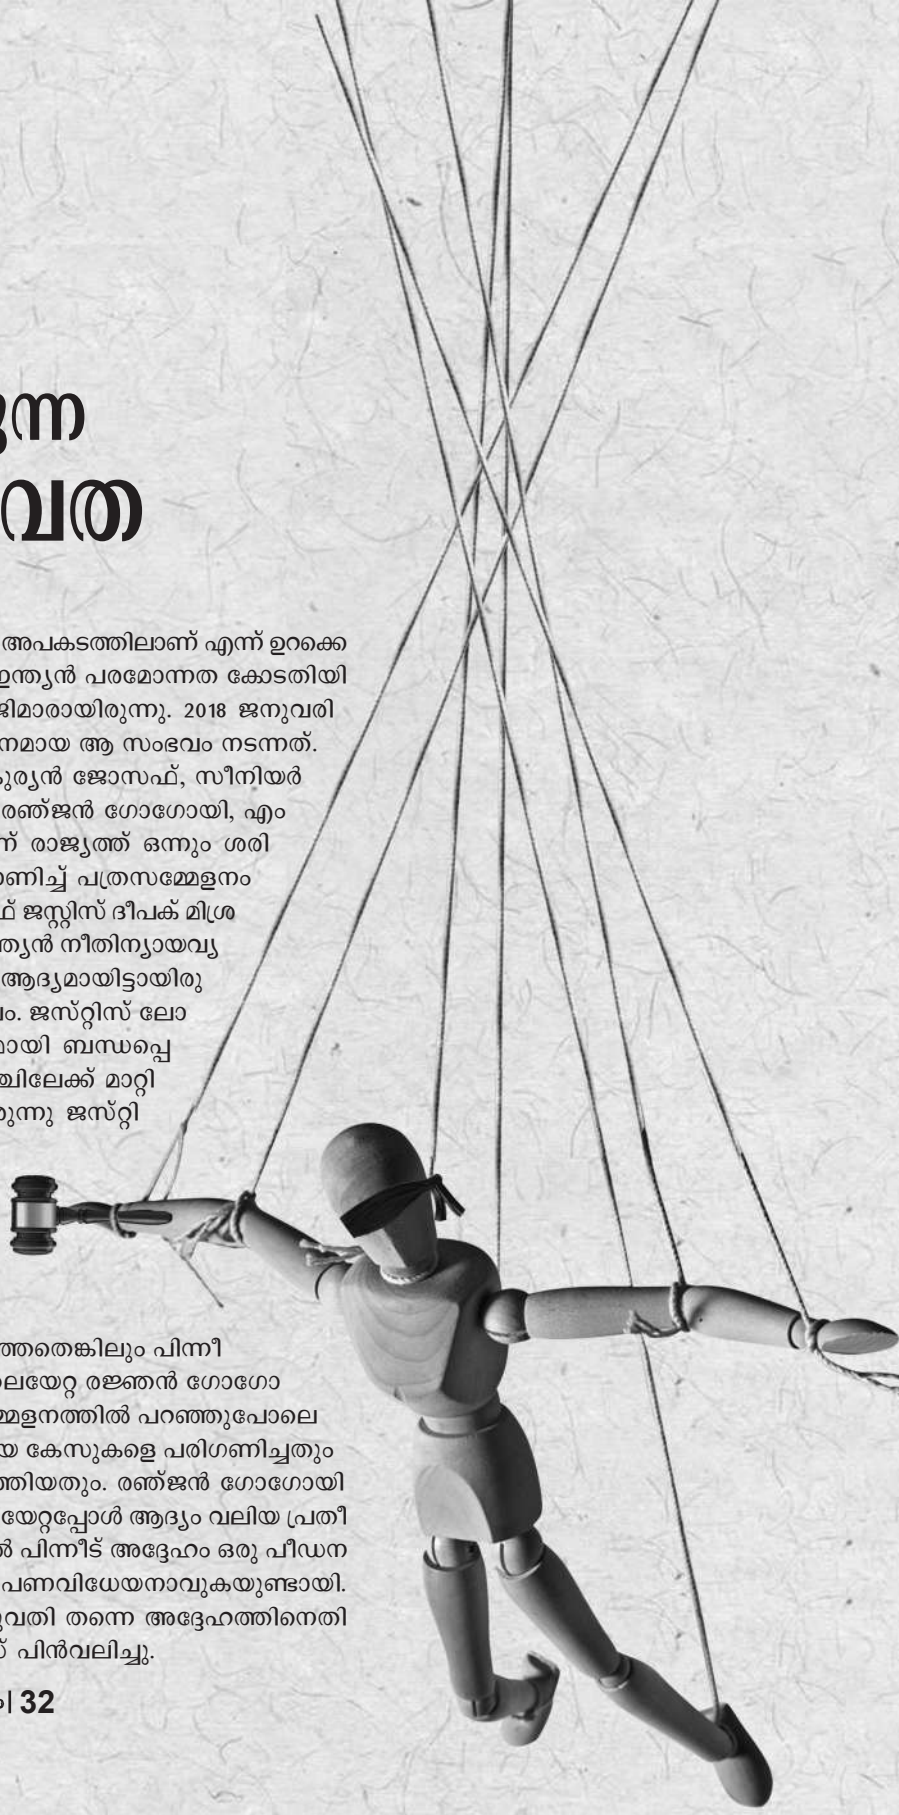 ന്ന
വത
അപകടത്തിലാണ് എന്ന് ഉറക്കെ
ഇന്ത്യൻ പരമോന്നത കോടതിയി
ജിമാരായിരുന്നു. 2018 ജനുവരി
നമായ ആ സംഭവം നടന്നത്.
കുര്യൻ ജോസഫ്, സീനിയർ
രഞ്ജൻ ഗോഗോയി, എം
ന് രാജ്യത്ത് ഒന്നും ശരി
ണിച്ച് പത്രസമ്മേളനം
ഫ് ജസ്റ്റിസ് ദീപക് മിശ്ര
ത്യൻ നീതിന്യായവ്യ
ആദ്യമായിട്ടായിരു
ം. ജസ്റ്റിസ് ലോ
മായി ബന്ധപ്പെ
ഞ്ചിലേക്ക് മാറ്റി
രുന്നു ജസ്റ്റി
ത്തതെങ്കിലും പിന്നീ
ലയേറ്റ രജ്ഞൻ ഗോഗോ
മ്മേളനത്തിൽ പറഞ്ഞുപോലെ
യ കേസുകളെ പരിഗണിച്ചതും
ത്തിയതും. രഞ്ജൻ ഗോഗോയി
യേറ്റപ്പോൾ ആദ്യം വലിയ പ്രതീ
ൽ പിന്നീട് അദ്ദേഹം ഒരു പീഡന
പണവിധേയനാവുകയുണ്ടായി.
വതി തന്നെ അദ്ദേഹത്തിനെതി
സ് പിൻവലിച്ചു.
| 32